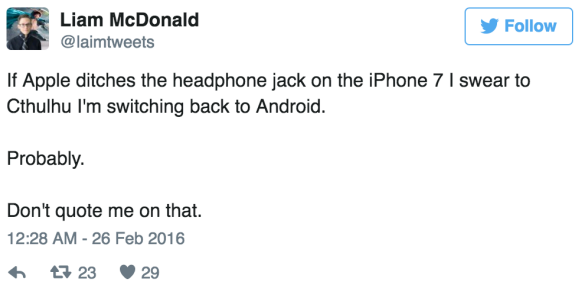 Liam McDonald
Follow
@laimtweets
If Apple ditches the headphone jack on the iPhone 7 I swear to
Cthulhu I'm switching back to Android.
Probably.
Don't quote me on that.
12:28 AM - 26 Feb 2016
23 29